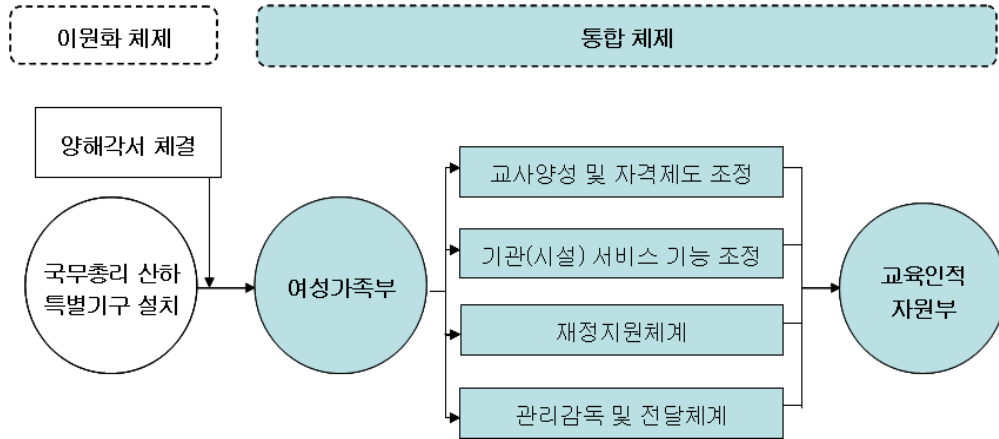 이원화 체제
통합 체제
양해각서 체결
국무총리 산하
특별기구 설치
여성가족부
교사양성 및 자격제도 조정
기관(시설) 서비스 기능 조정
재정지원체계
관리감독 및 전달체계
교육인적
자원부